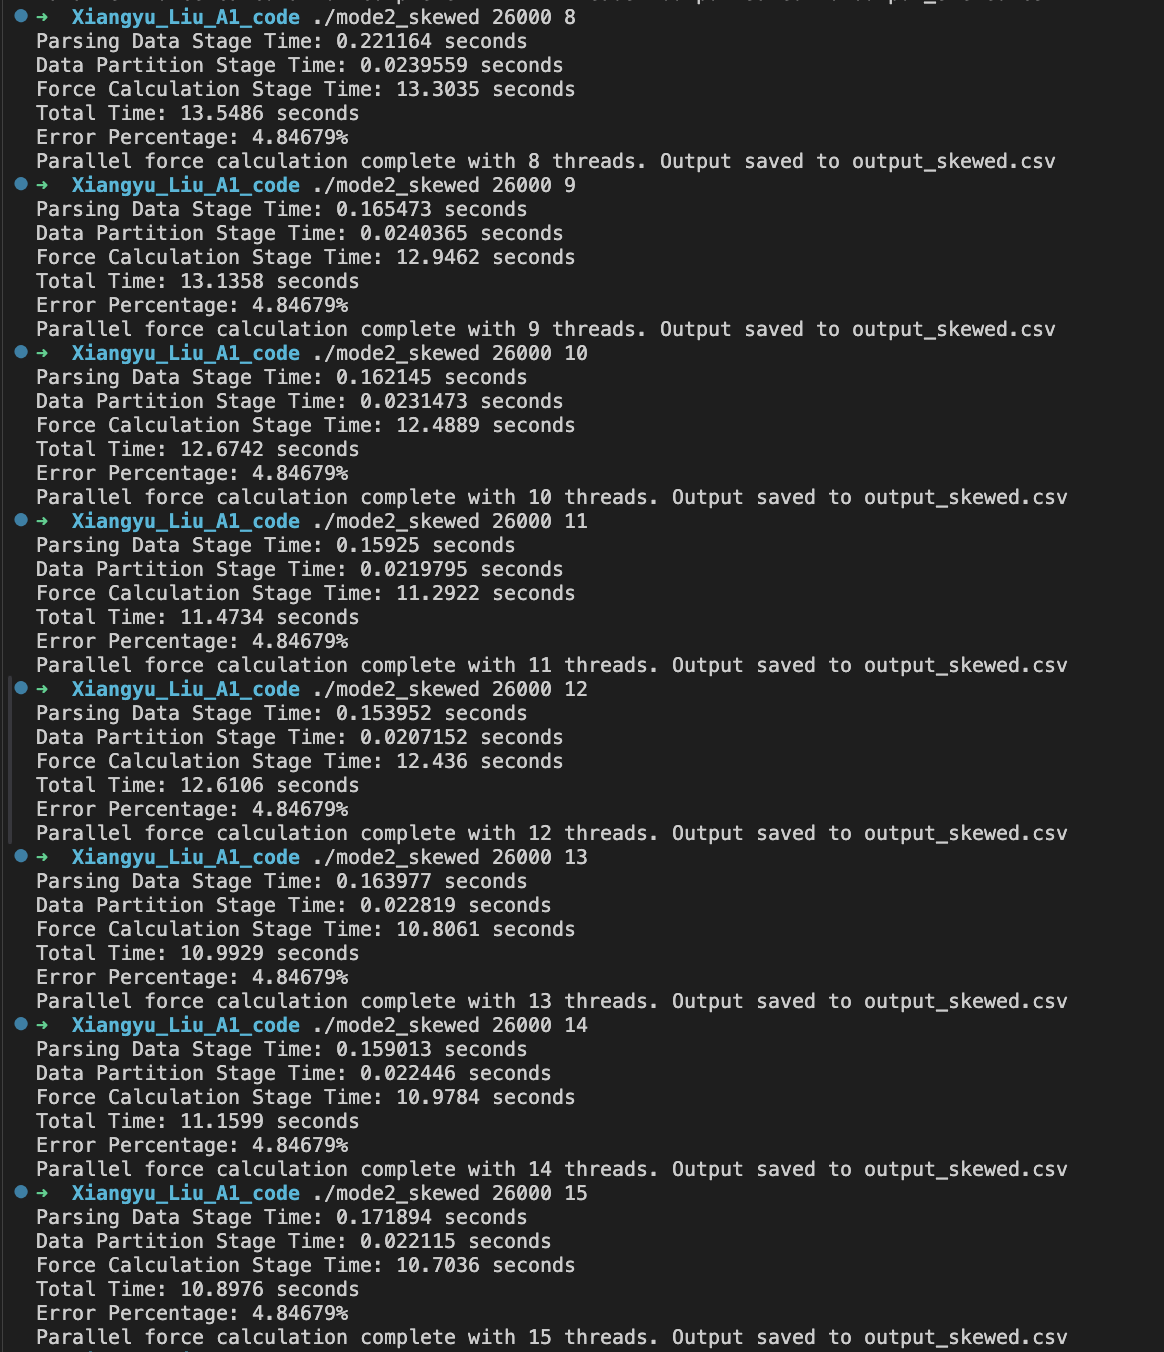 ➜  Xiangyu_Liu_A1_code ./mode2_skewed 26000 8
Parsing Data Stage Time: 0.221164 seconds
Data Partition Stage Time: 0.0239559 seconds
Force Calculation Stage Time: 13.3035 seconds
Total Time: 13.5486 seconds
Error Percentage: 4.84679%
Parallel force calculation complete with 8 threads. Output saved to output_skewed.csv
➜  Xiangyu_Liu_A1_code ./mode2_skewed 26000 9
Parsing Data Stage Time: 0.165473 seconds
Data Partition Stage Time: 0.0240365 seconds
Force Calculation Stage Time: 12.9462 seconds
Total Time: 13.1358 seconds
Error Percentage: 4.84679%
Parallel force calculation complete with 9 threads. Output saved to output_skewed.csv
➜  Xiangyu_Liu_A1_code ./mode2_skewed 26000 10
Parsing Data Stage Time: 0.162145 seconds
Data Partition Stage Time: 0.0231473 seconds
Force Calculation Stage Time: 12.4889 seconds
Total Time: 12.6742 seconds
Error Percentage: 4.84679%
Parallel force calculation complete with 10 threads. Output saved to output_skewed.csv
➜  Xiangyu_Liu_A1_code ./mode2_skewed 26000 11
Parsing Data Stage Time: 0.15925 seconds
Data Partition Stage Time: 0.0219795 seconds
Force Calculation Stage Time: 11.2922 seconds
Total Time: 11.4734 seconds
Error Percentage: 4.84679%
Parallel force calculation complete with 11 threads. Output saved to output_skewed.csv
➜  Xiangyu_Liu_A1_code ./mode2_skewed 26000 12
Parsing Data Stage Time: 0.153952 seconds
Data Partition Stage Time: 0.0207152 seconds
Force Calculation Stage Time: 12.436 seconds
Total Time: 12.6106 seconds
Error Percentage: 4.84679%
Parallel force calculation complete with 12 threads. Output saved to output_skewed.csv
➜  Xiangyu_Liu_A1_code ./mode2_skewed 26000 13
Parsing Data Stage Time: 0.163977 seconds
Data Partition Stage Time: 0.022819 seconds
Force Calculation Stage Time: 10.8061 seconds
Total Time: 10.9929 seconds
Error Percentage: 4.84679%
Parallel force calculation complete with 13 threads. Output saved to output_skewed.csv
➜  Xiangyu_Liu_A1_code ./mode2_skewed 26000 14
Parsing Data Stage Time: 0.159013 seconds
Data Partition Stage Time: 0.022446 seconds
Force Calculation Stage Time: 10.9784 seconds
Total Time: 11.1599 seconds
Error Percentage: 4.84679%
Parallel force calculation complete with 14 threads. Output saved to output_skewed.csv
➜  Xiangyu_Liu_A1_code ./mode2_skewed 26000 15
Parsing Data Stage Time: 0.171894 seconds
Data Partition Stage Time: 0.022115 seconds
Force Calculation Stage Time: 10.7036 seconds
Total Time: 10.8976 seconds
Error Percentage: 4.84679%
Parallel force calculation complete with 15 threads. Output saved to output_skewed.csv